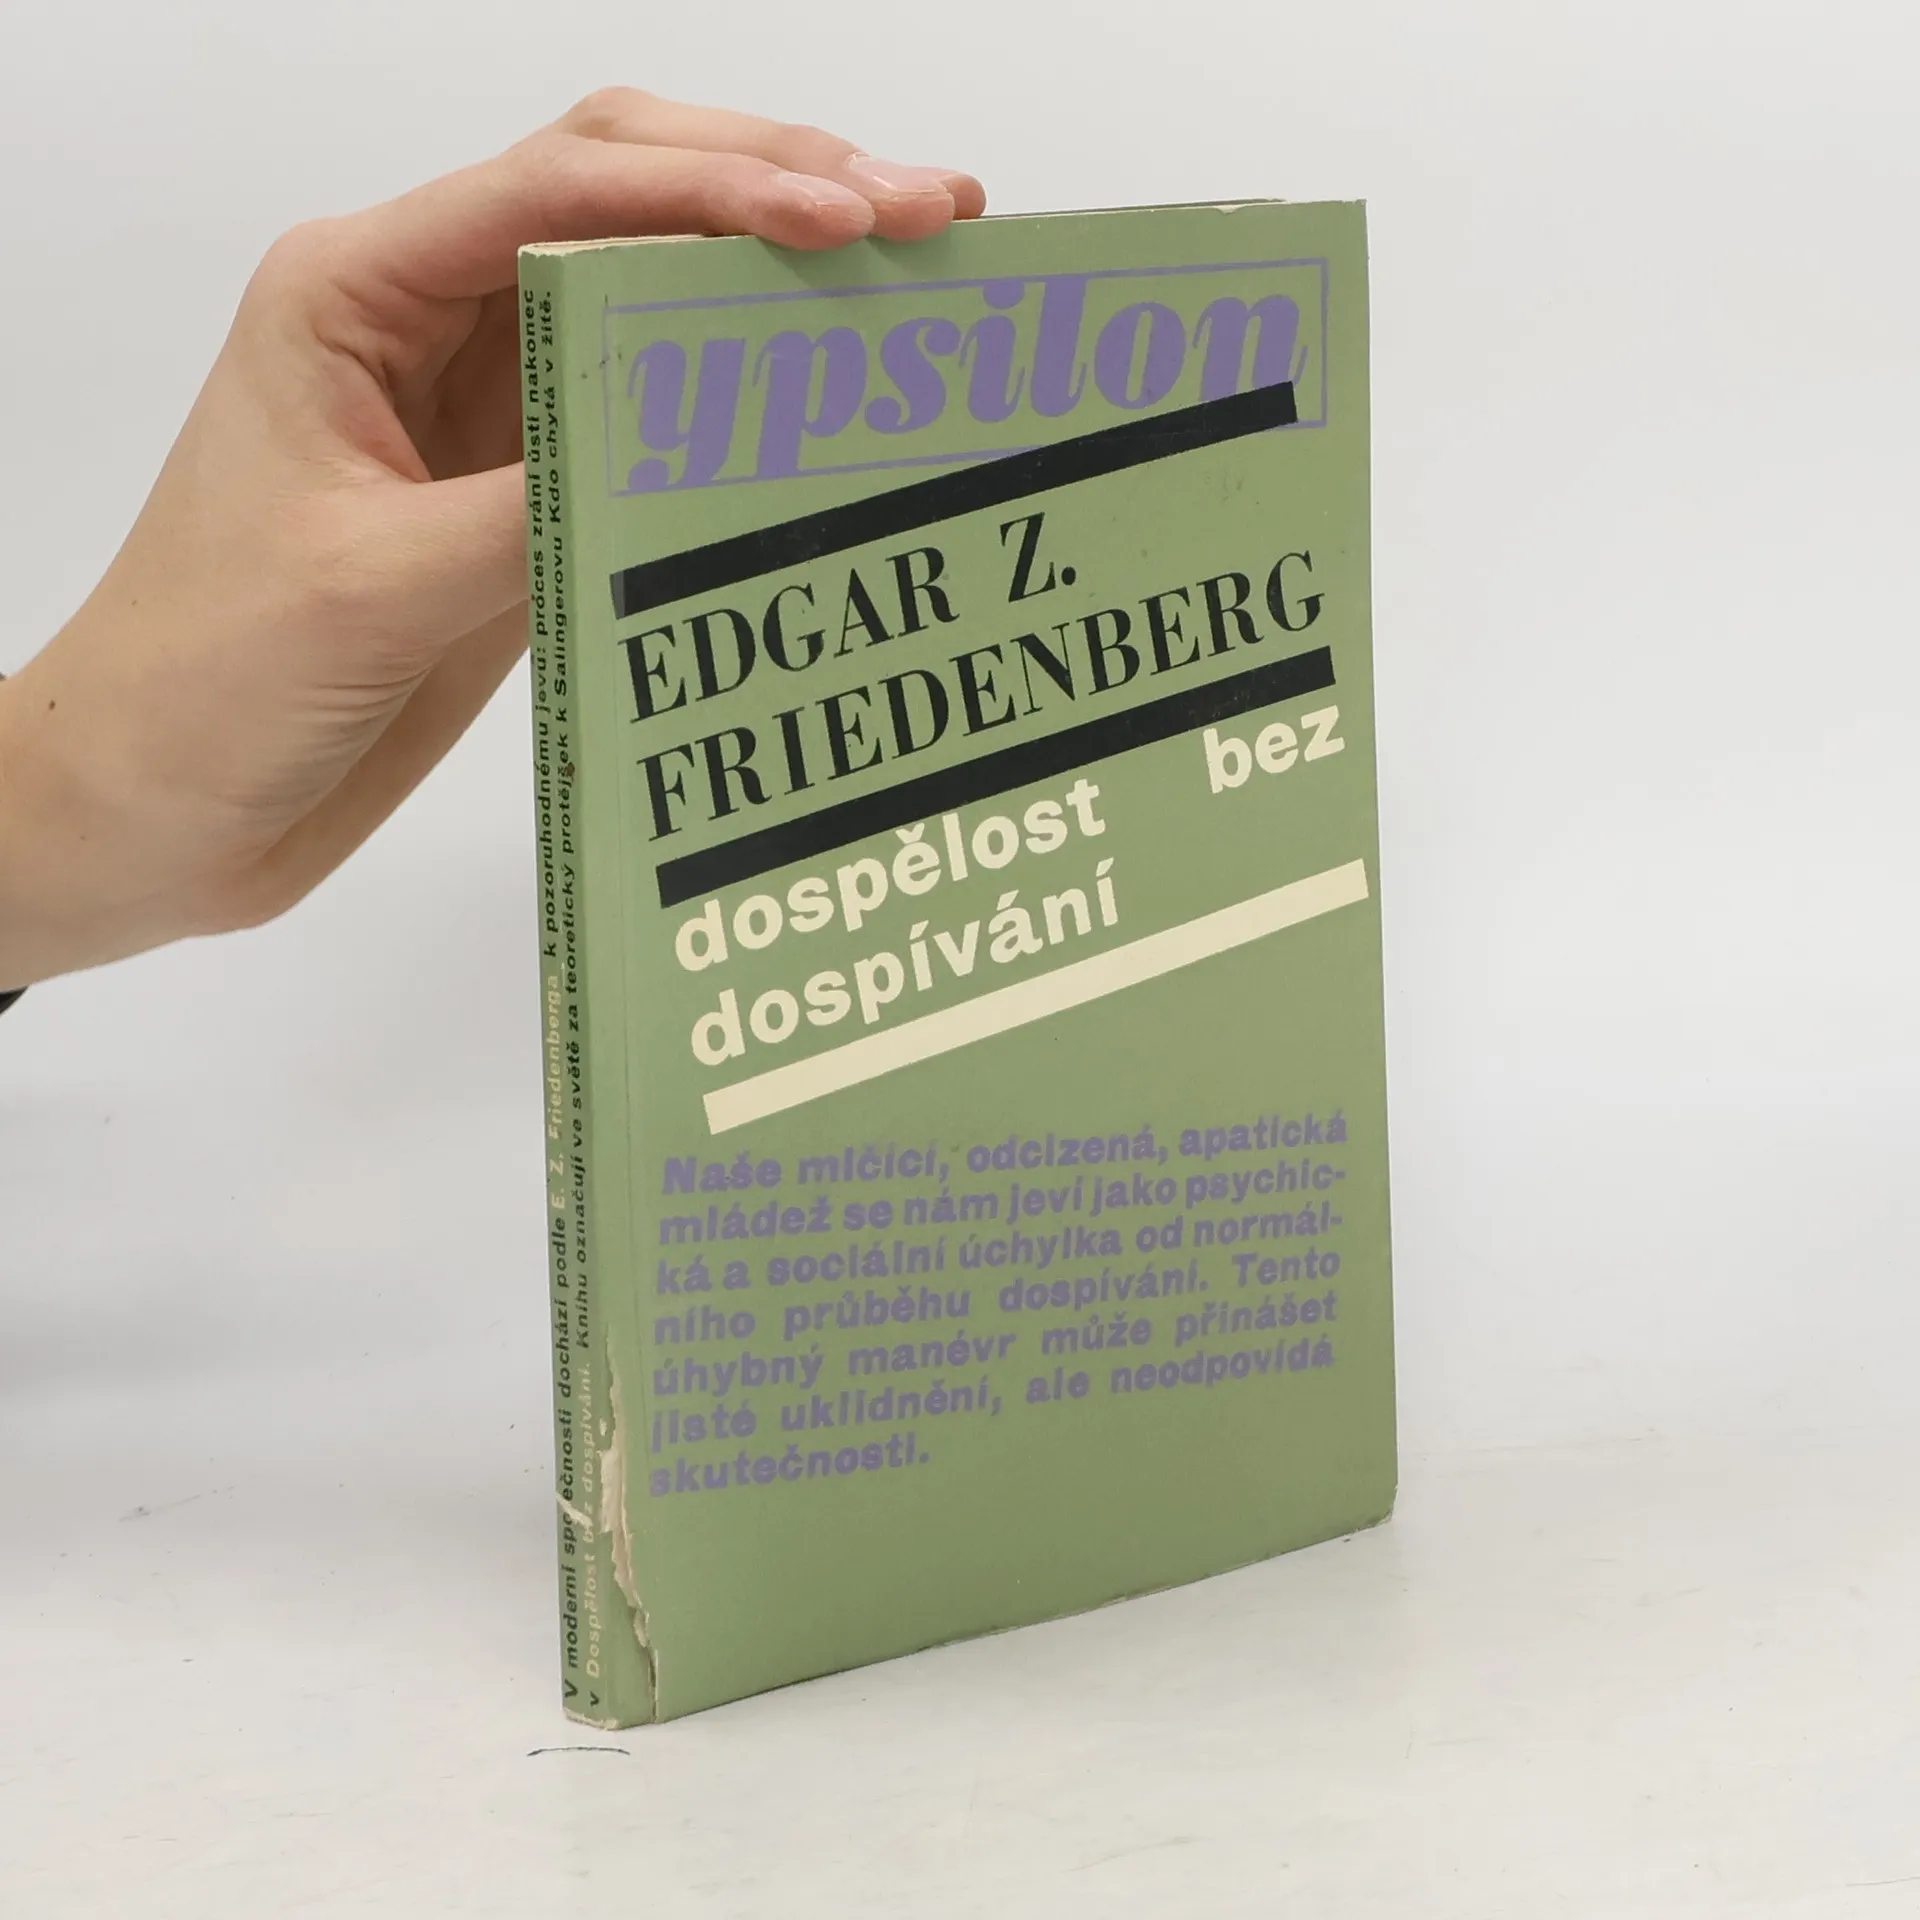 ypsilon
EDGAR Z.
FRIEDENBERG
dospělost bez
dospívání
Naše mlčící, odcizená, apatická
mládež se nám jeví jako psychic-
ká a sociální úchylka od normál-
ního průběhu dospívání. Tento
úhybný manévr může přinášet
jisté uklidnění, ale neodpovídá
skutečnosti.
V moderní společnosti dochází podle E. Z. Friedenberga k pozoruhodnému jevu: proces zrání ústí nakonec
v Dospělost bez dospívání. Knihu označují ve světě za teoretický protějšek k Salingerovu Kdo chytá v žitě.